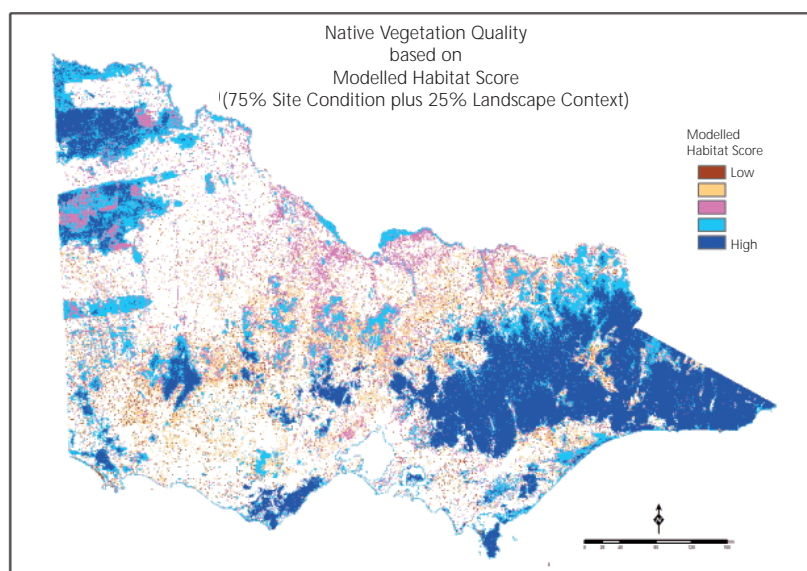 Native Vegetation Quality
based on
Modelled Habitat Score
(75% Site Condition plus 25% Landscape Context)
Modelled
Habitat Score
Low
High